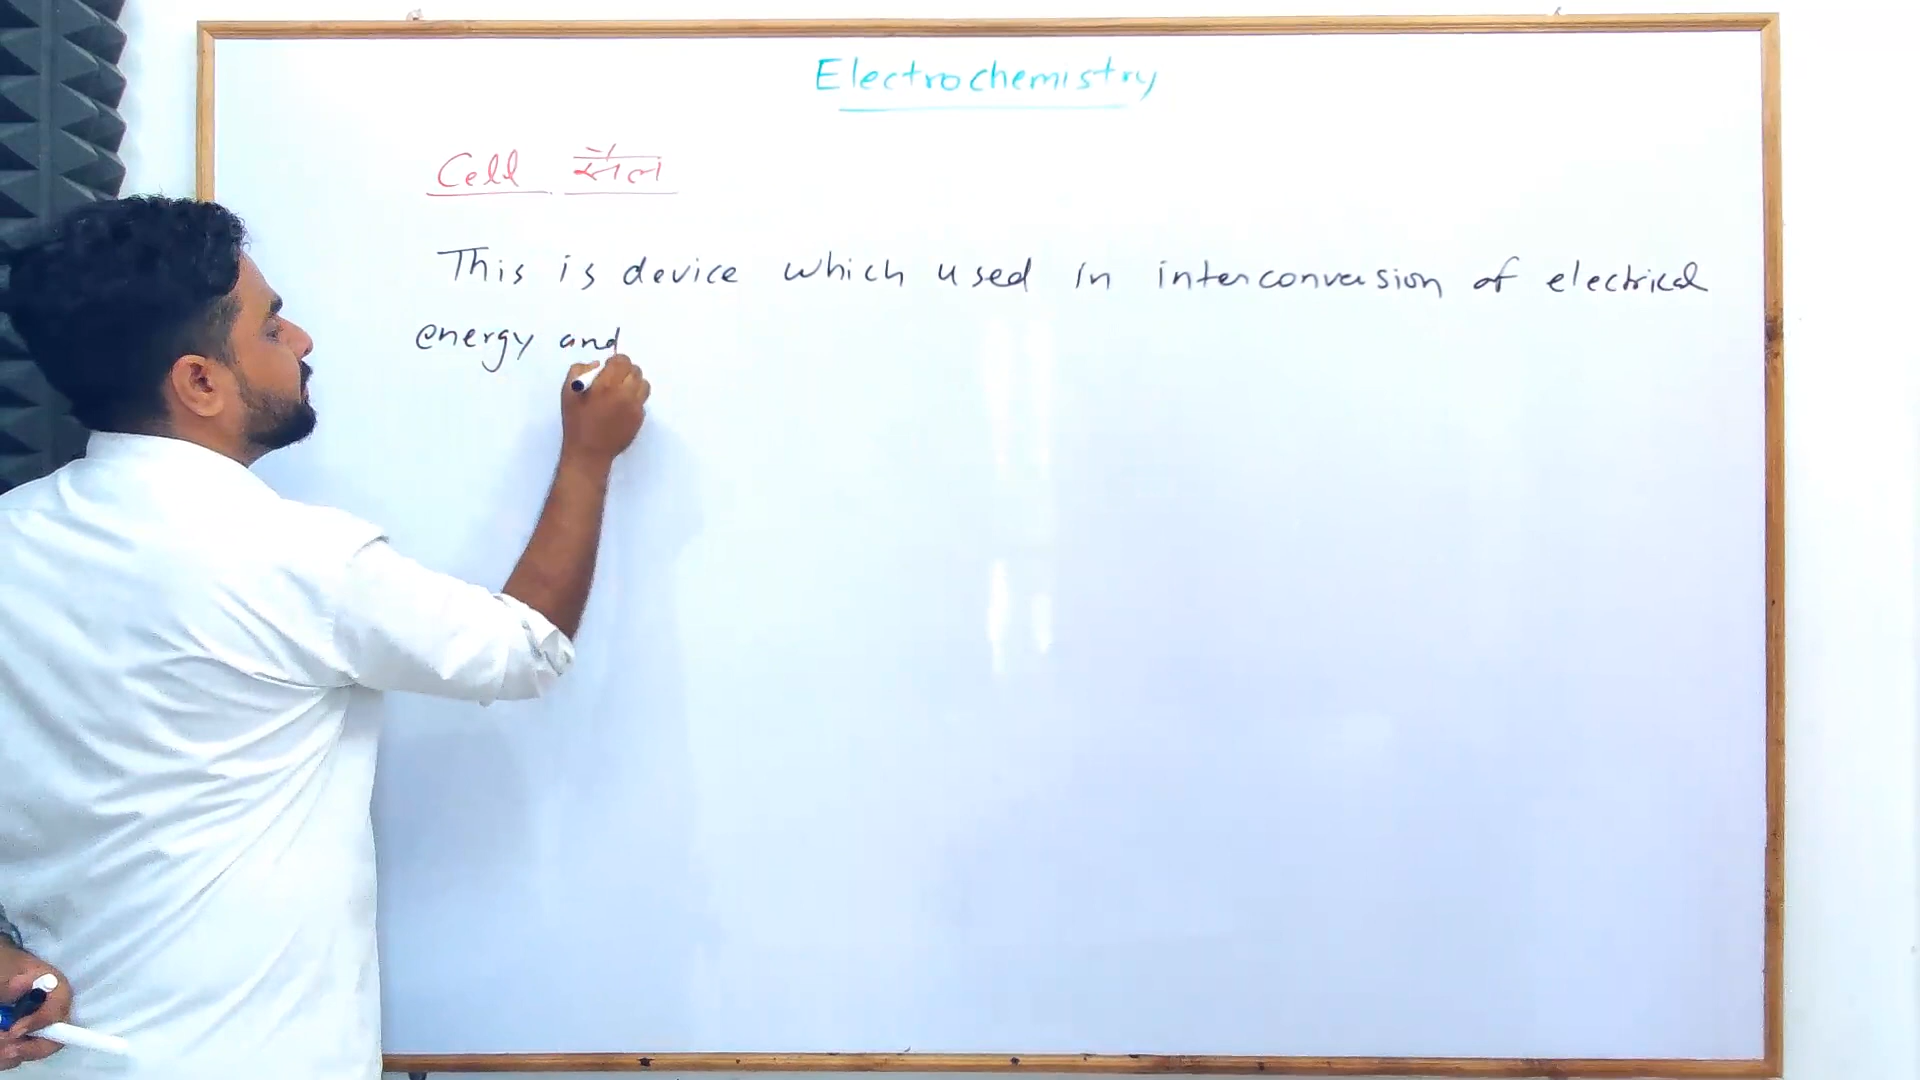 Electrochemistry
Cell सैल
This is device which used in interconversion of electrical
energy and